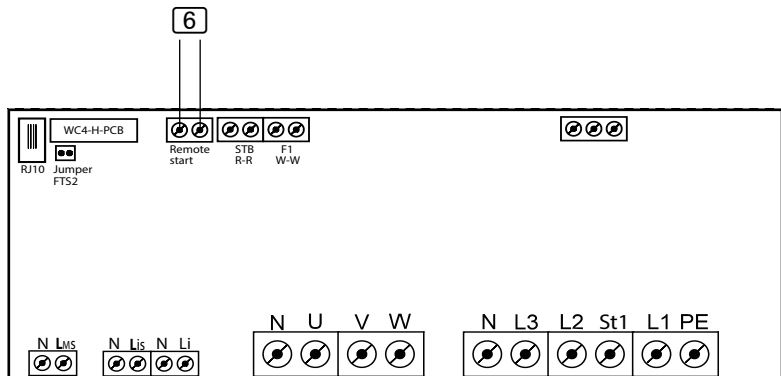 6
WC4-H-PCB
RJ10
Jumper
FTS2
Remote
start
STB
R-R
F1
W-W
N LMS
N LiS N Li
N U V W
N L3 L2 St1 L1 PE